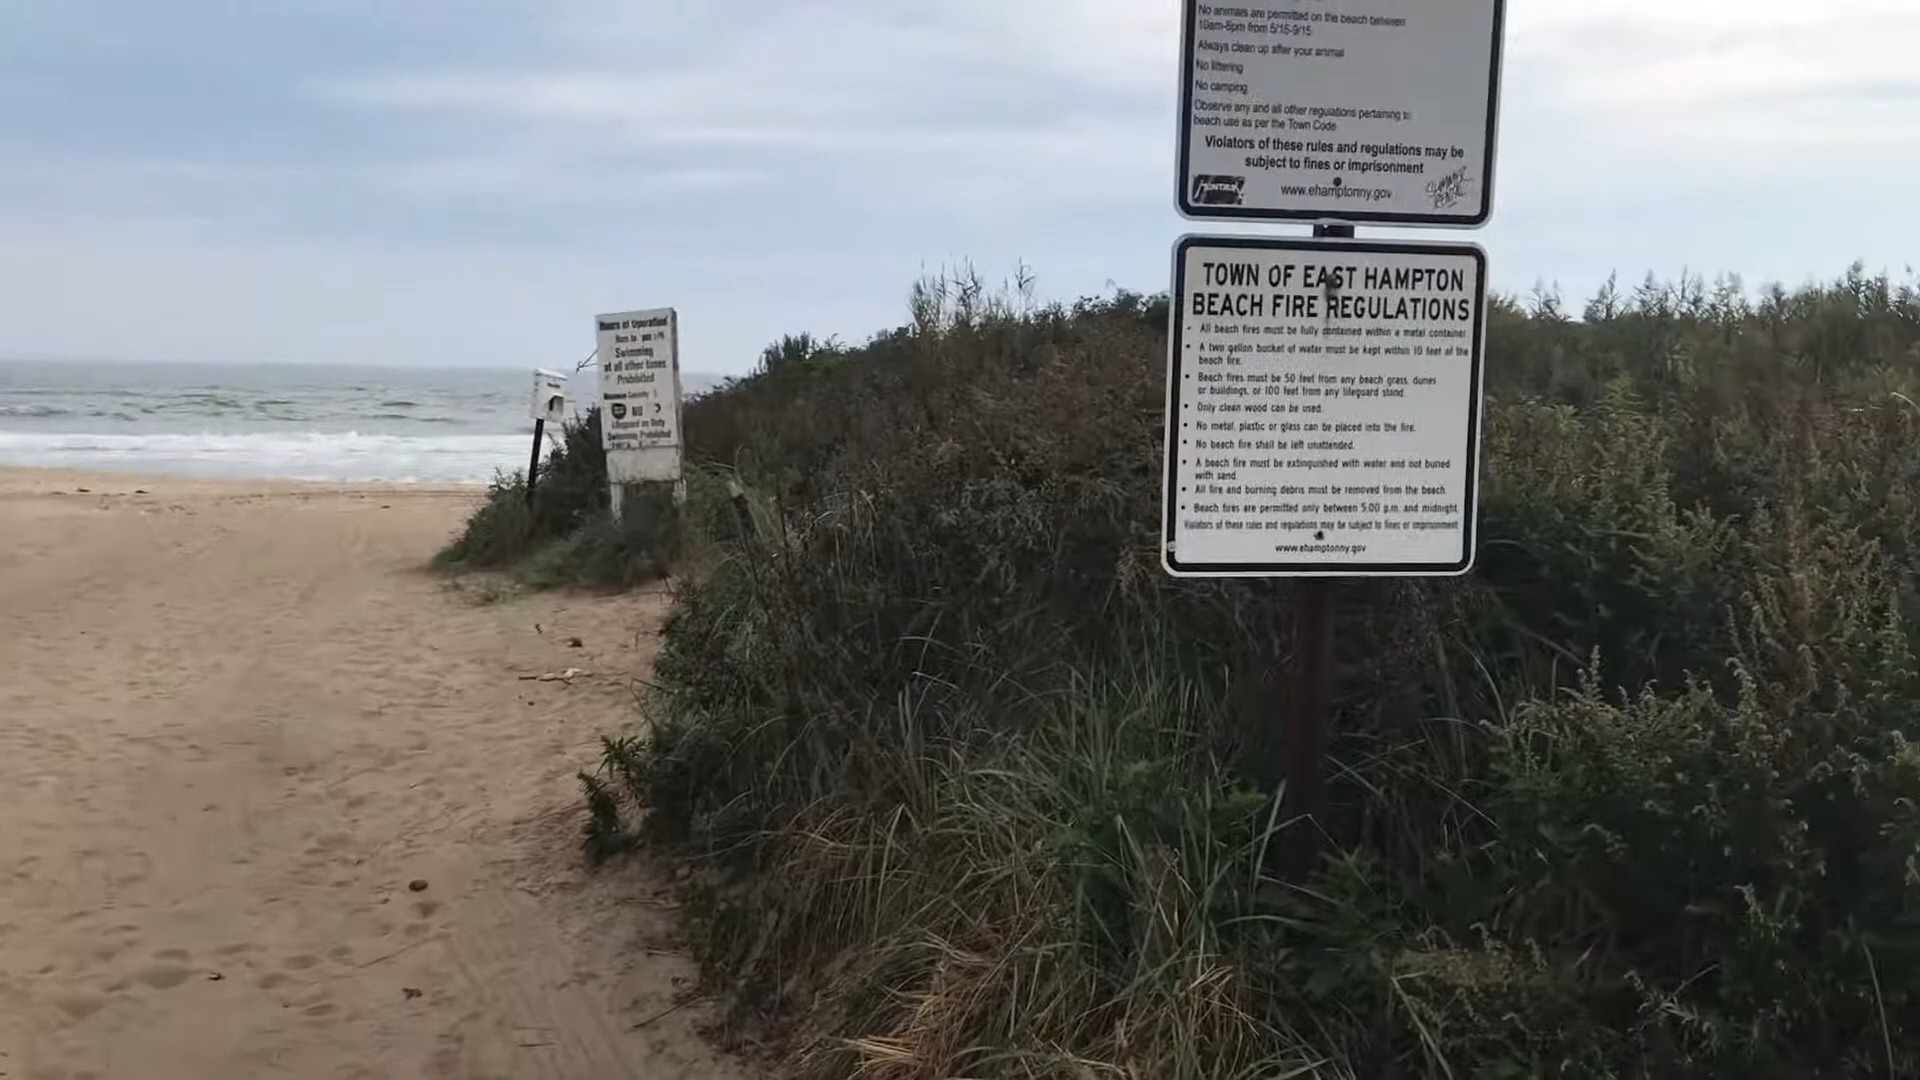 No animals are permitted on the beach between
10am-6pm from 5/15-9/15
Always clean up after your animal
No littering
No camping
Observe any and all other regulations pertaining to
beach use as per the Town Code
Violators of these rules and regulations may be
subject to fines or imprisonment
www.ehamptonny.gov
TOWN OF EAST HAMPTON
BEACH FIRE REGULATIONS
• All beach fires must be fully contained within a metal container.
• A two gallon bucket of water must be kept within 10 feet of the
beach fire.
• Beach fires must be 50 feet from any beach grass, dunes
or buildings, or 100 feet from any lifeguard stand.
• Only clean wood can be used.
• No metal, plastic or glass can be placed into the fire.
• No beach fire shall be left unattended.
• A beach fire must be extinguished with water and not buried
with sand.
• All fire and burning debris must be removed from the beach.
• Beach fires are permitted only between 5:00 p.m. and midnight.
Violators of these rules and regulations may be subject to fines or imprisonment
www.ehamptonny.gov
Hours of Operation
Swimming
at all other times
Prohibited
NO
Lifeguard on Duty
Swimming Prohibited